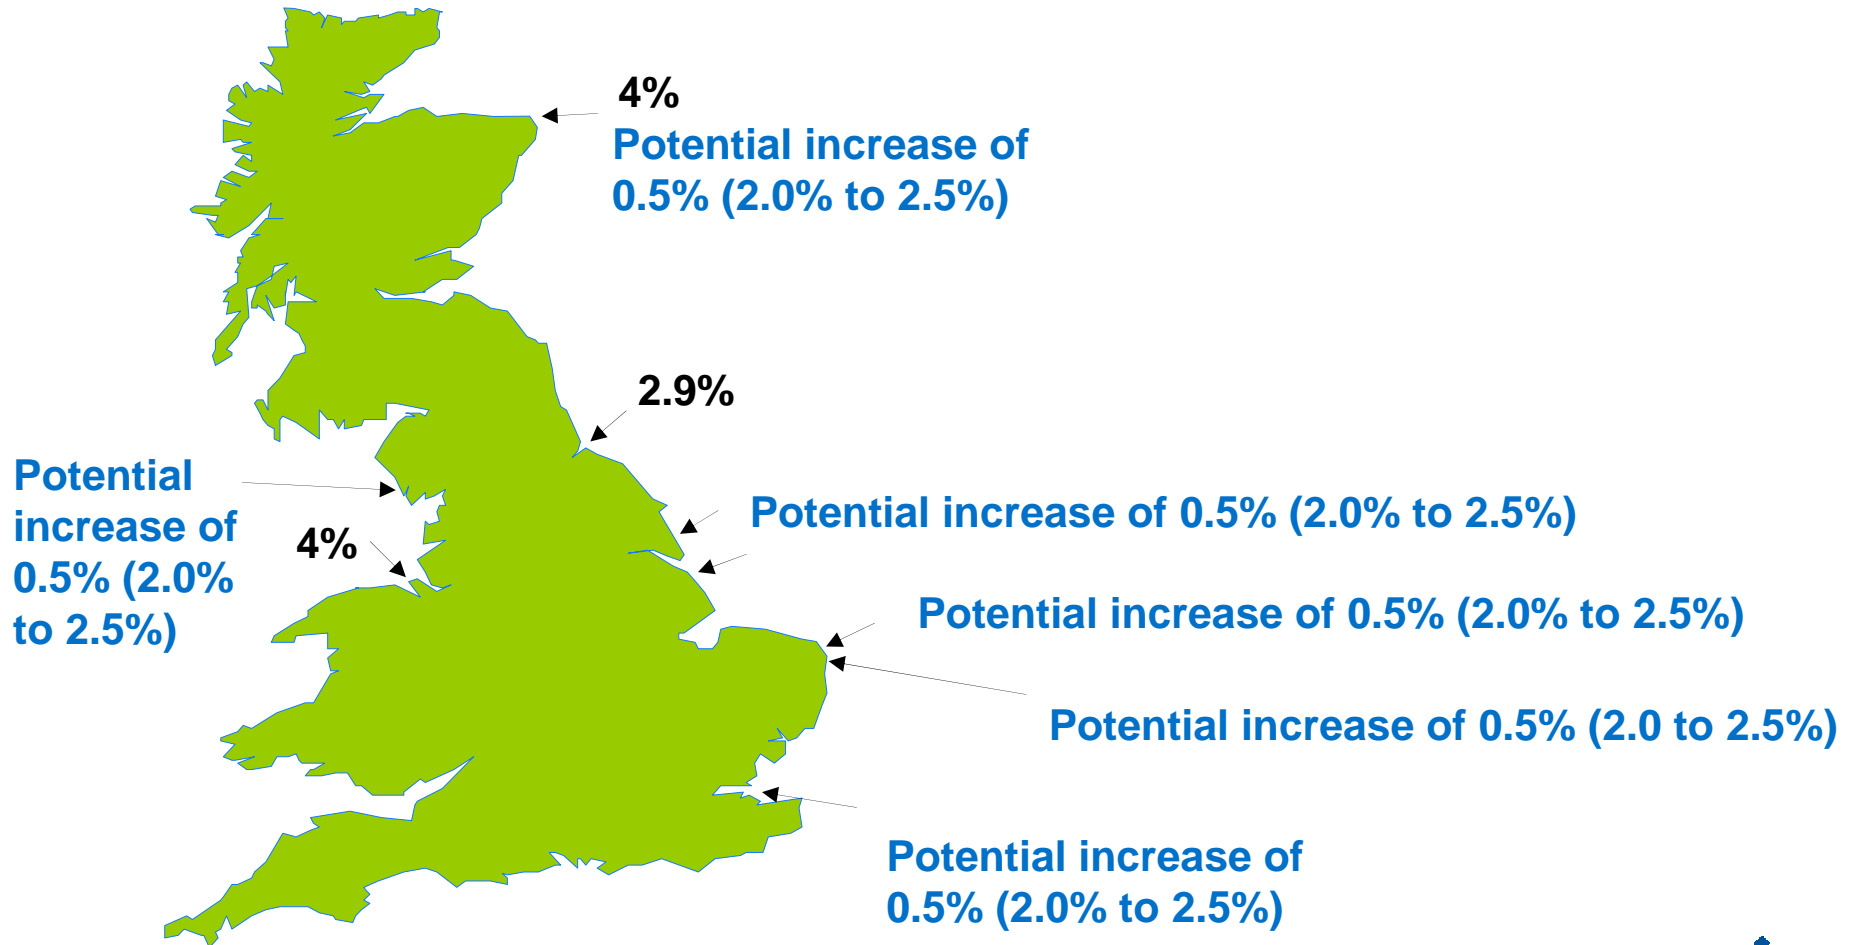 4%
Potential increase of
0.5% (2.0% to 2.5%)
2.9%
Potential
increase of
0.5% (2.0%
to 2.5%)
4%
Potential increase of 0.5% (2.0% to 2.5%)
Potential increase of 0.5% (2.0% to 2.5%)
Potential increase of 0.5% (2.0 to 2.5%)
Potential increase of
0.5% (2.0% to 2.5%)